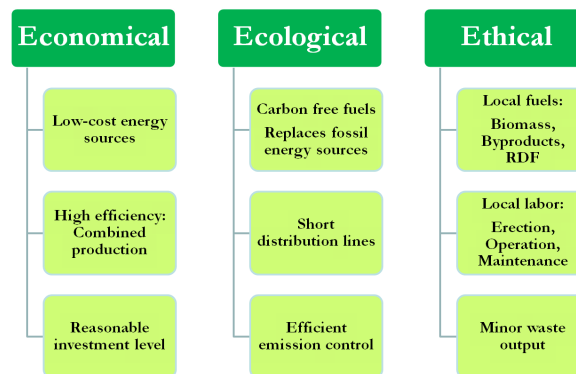 Economical
Low-cost energy
sources
High efficiency:
Combined
production
Reasonable
investment level
Ecological
Carbon free fuels
Replaces fossil
energy sources
Short
distribution lines
Efficient
emission control
Ethical
Local fuels:
Biomass,
Byproducts,
RDF
Local labor:
Erection,
Operation,
Maintenance
Minor waste
output